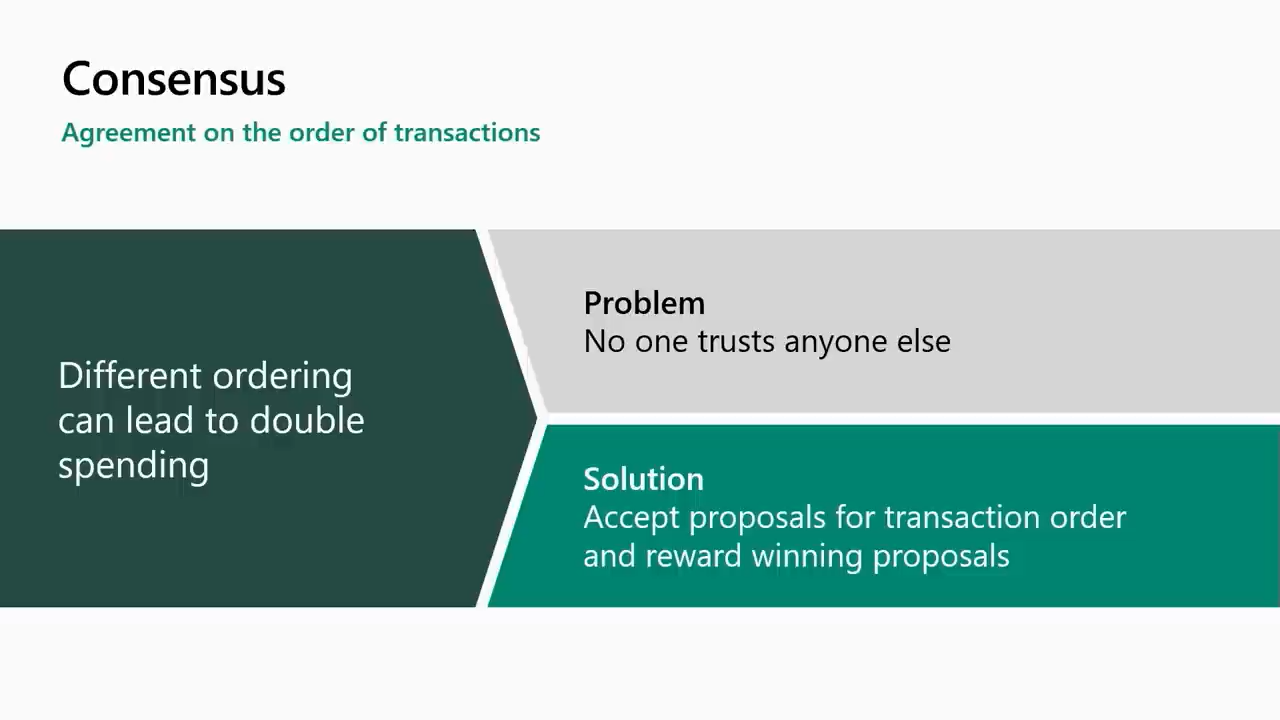 Consensus
Agreement on the order of transactions
Different ordering
can lead to double
spending
Problem
No one trusts anyone else
Solution
Accept proposals for transaction order
and reward winning proposals